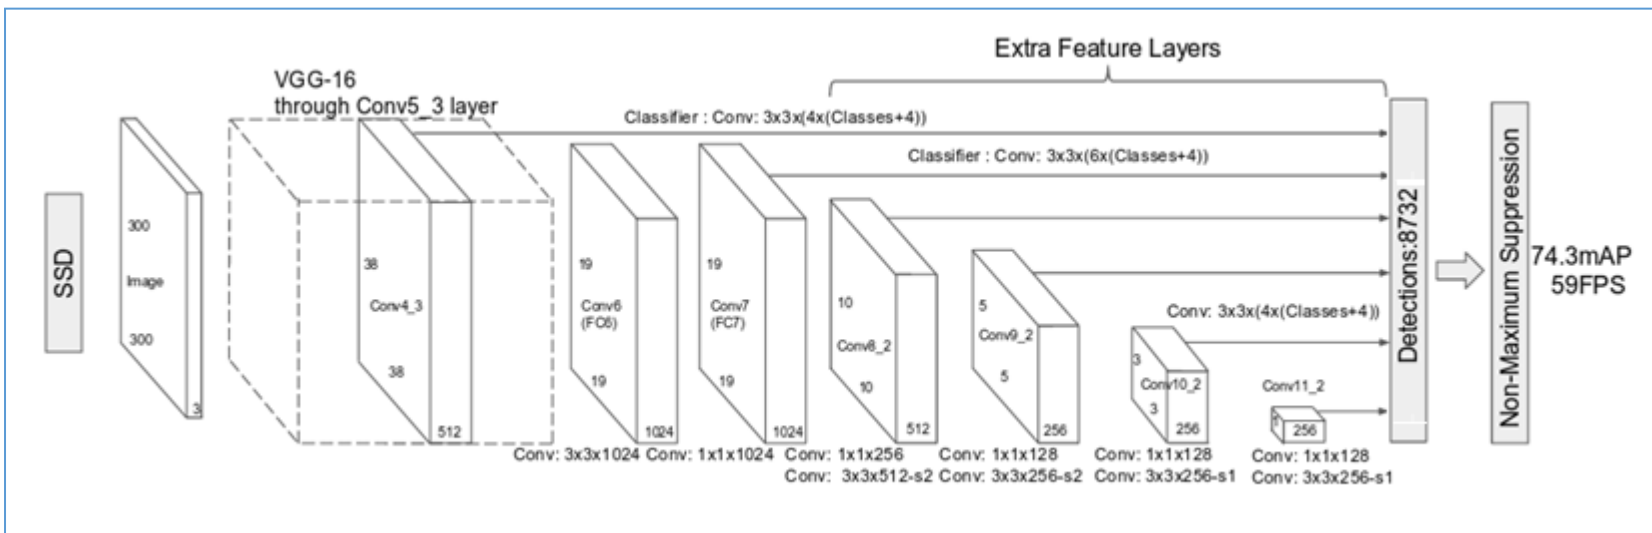 Extra Feature Layers
VGG-16
through Conv5_3 layer
Classifier : Conv: 3x3x(4x(Classes+4))
Classifier : Conv: 3x3x(6x(Classes+4))
SSD
300
Image
300
3
38
Conv4_3
38
512
19
Conv6
(FC6)
19
1024
19
Conv7
(FC7)
19
1024
10
Conv8_2
10
512
5
Conv9_2
5
256
Conv: 3x3x(4x(Classes+4))
3
Conv10_2
3
256
Conv11_2
256
Detections:8732
Non-Maximum Suppression
74.3mAP
59FPS
Conv: 3x3x1024
Conv: 1x1x1024
Conv: 1x1x256
Conv: 3x3x512-s2
Conv: 1x1x128
Conv: 3x3x256-s2
Conv: 1x1x128
Conv: 3x3x256-s1
Conv: 1x1x128
Conv: 3x3x256-s1